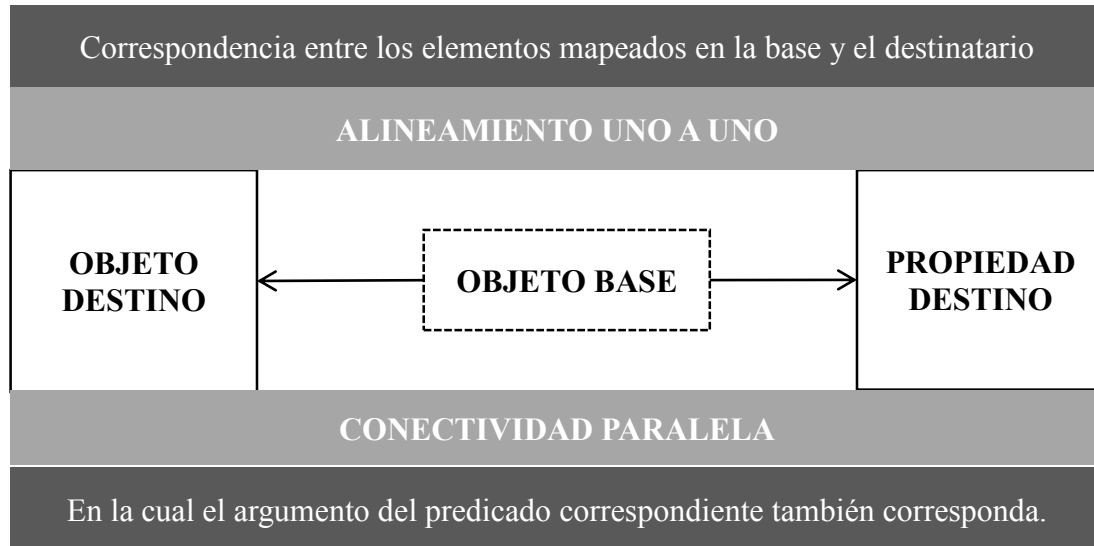 Correspondencia entre los elementos mapeados en la base y el destinatario
ALINEAMIENTO UNO A UNO
OBJETO
DESTINO
OBJETO BASE
PROPIEDAD
DESTINO
CONECTIVIDAD PARALELA
En la cual el argumento del predicado correspondiente también corresponda.